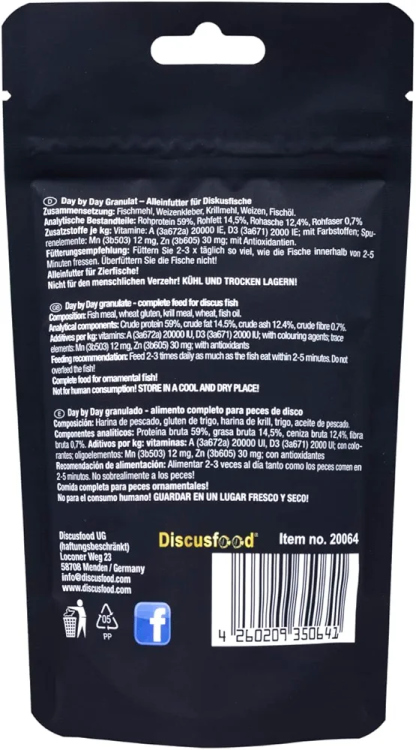 D Day by Day Granulat – Alleinfutter für Diskusfische
Zusammensetzung: Fischmehl, Weizenkleber, Krillmehl, Weizen, Fischöl.
Analytische Bestandteile: Rohprotein 59%, Rohfett 14,5%, Rohasche 12,4%, Rohfaser 0,7%
Zusatzstoffe je kg: Vitamine: A (3a672a) 20000 IE, D3 (3a671) 2000 IE; mit Farbstoffen; Spu-
renelemente: Mn (3b503) 12 mg, Zn (3b605) 30 mg; mit Antioxidantien.
Fütterungsempfehlung: Füttern Sie 2-3 x täglich so viel, wie die Fische innerhalb von 2-5
Minuten fressen. Überfüttern Sie die Fische nicht!
Alleinfutter für Zierfische!
Nicht für den menschlichen Verzehr! KÜHL UND TROCKEN LAGERN!
GB Day by Day granulate - complete feed for discus fish
Composition: Fish meal, wheat gluten, krill meal, wheat, fish oil.
Analytical components: Crude protein 59%, crude fat 14.5%, crude ash 12.4%, crude fibre 0.7%.
Additives per kg: vitamins: A (3a672a) 20000 IU, D3 (3a671) 2000 IU; with colouring agents; trace
elements: Mn (3b503) 12 mg, Zn (3b605) 30 mg; with antioxidants
Feeding recommendation: Feed 2-3 times daily as much as the fish eat within 2-5 minutes. Do not
overfeed the fish!
Complete food for ornamental fish!
Not for human consumption! STORE IN A COOL AND DRY PLACE!
E Day by Day granulado - alimento completo para peces de disco
Composición: Harina de pescado, gluten de trigo, harina de krill, trigo, aceite de pescado.
Componentes analíticos: Proteína bruta 59%, grasa bruta 14,5%, ceniza bruta 12,4%, fibra
bruta 0,7%. Aditivos por kg: vitaminas: A (3a672a) 20000 UI, D3 (3a671) 2000 UI; con colo-
rantes; oligoelementos: Mn (3b503) 12 mg, Zn (3b605) 30 mg; con antioxidantes
Recomendación de alimentación: Alimentar 2-3 veces al día tanto como los peces comen en
2-5 minutos. No sobrealimente a los peces!
Comida completa para peces ornamentales!
No para el consumo humano! GUARDAR EN UN LUGAR FRESCO Y SECO!
Discusfood UG
(haftungsbeschränkt)
Loconer Weg 23
58708 Menden / Germany
info@discusfood.com
www.discusfood.com
Discusfood®
Item no. 20064
05
PP
f
4 260209 350641